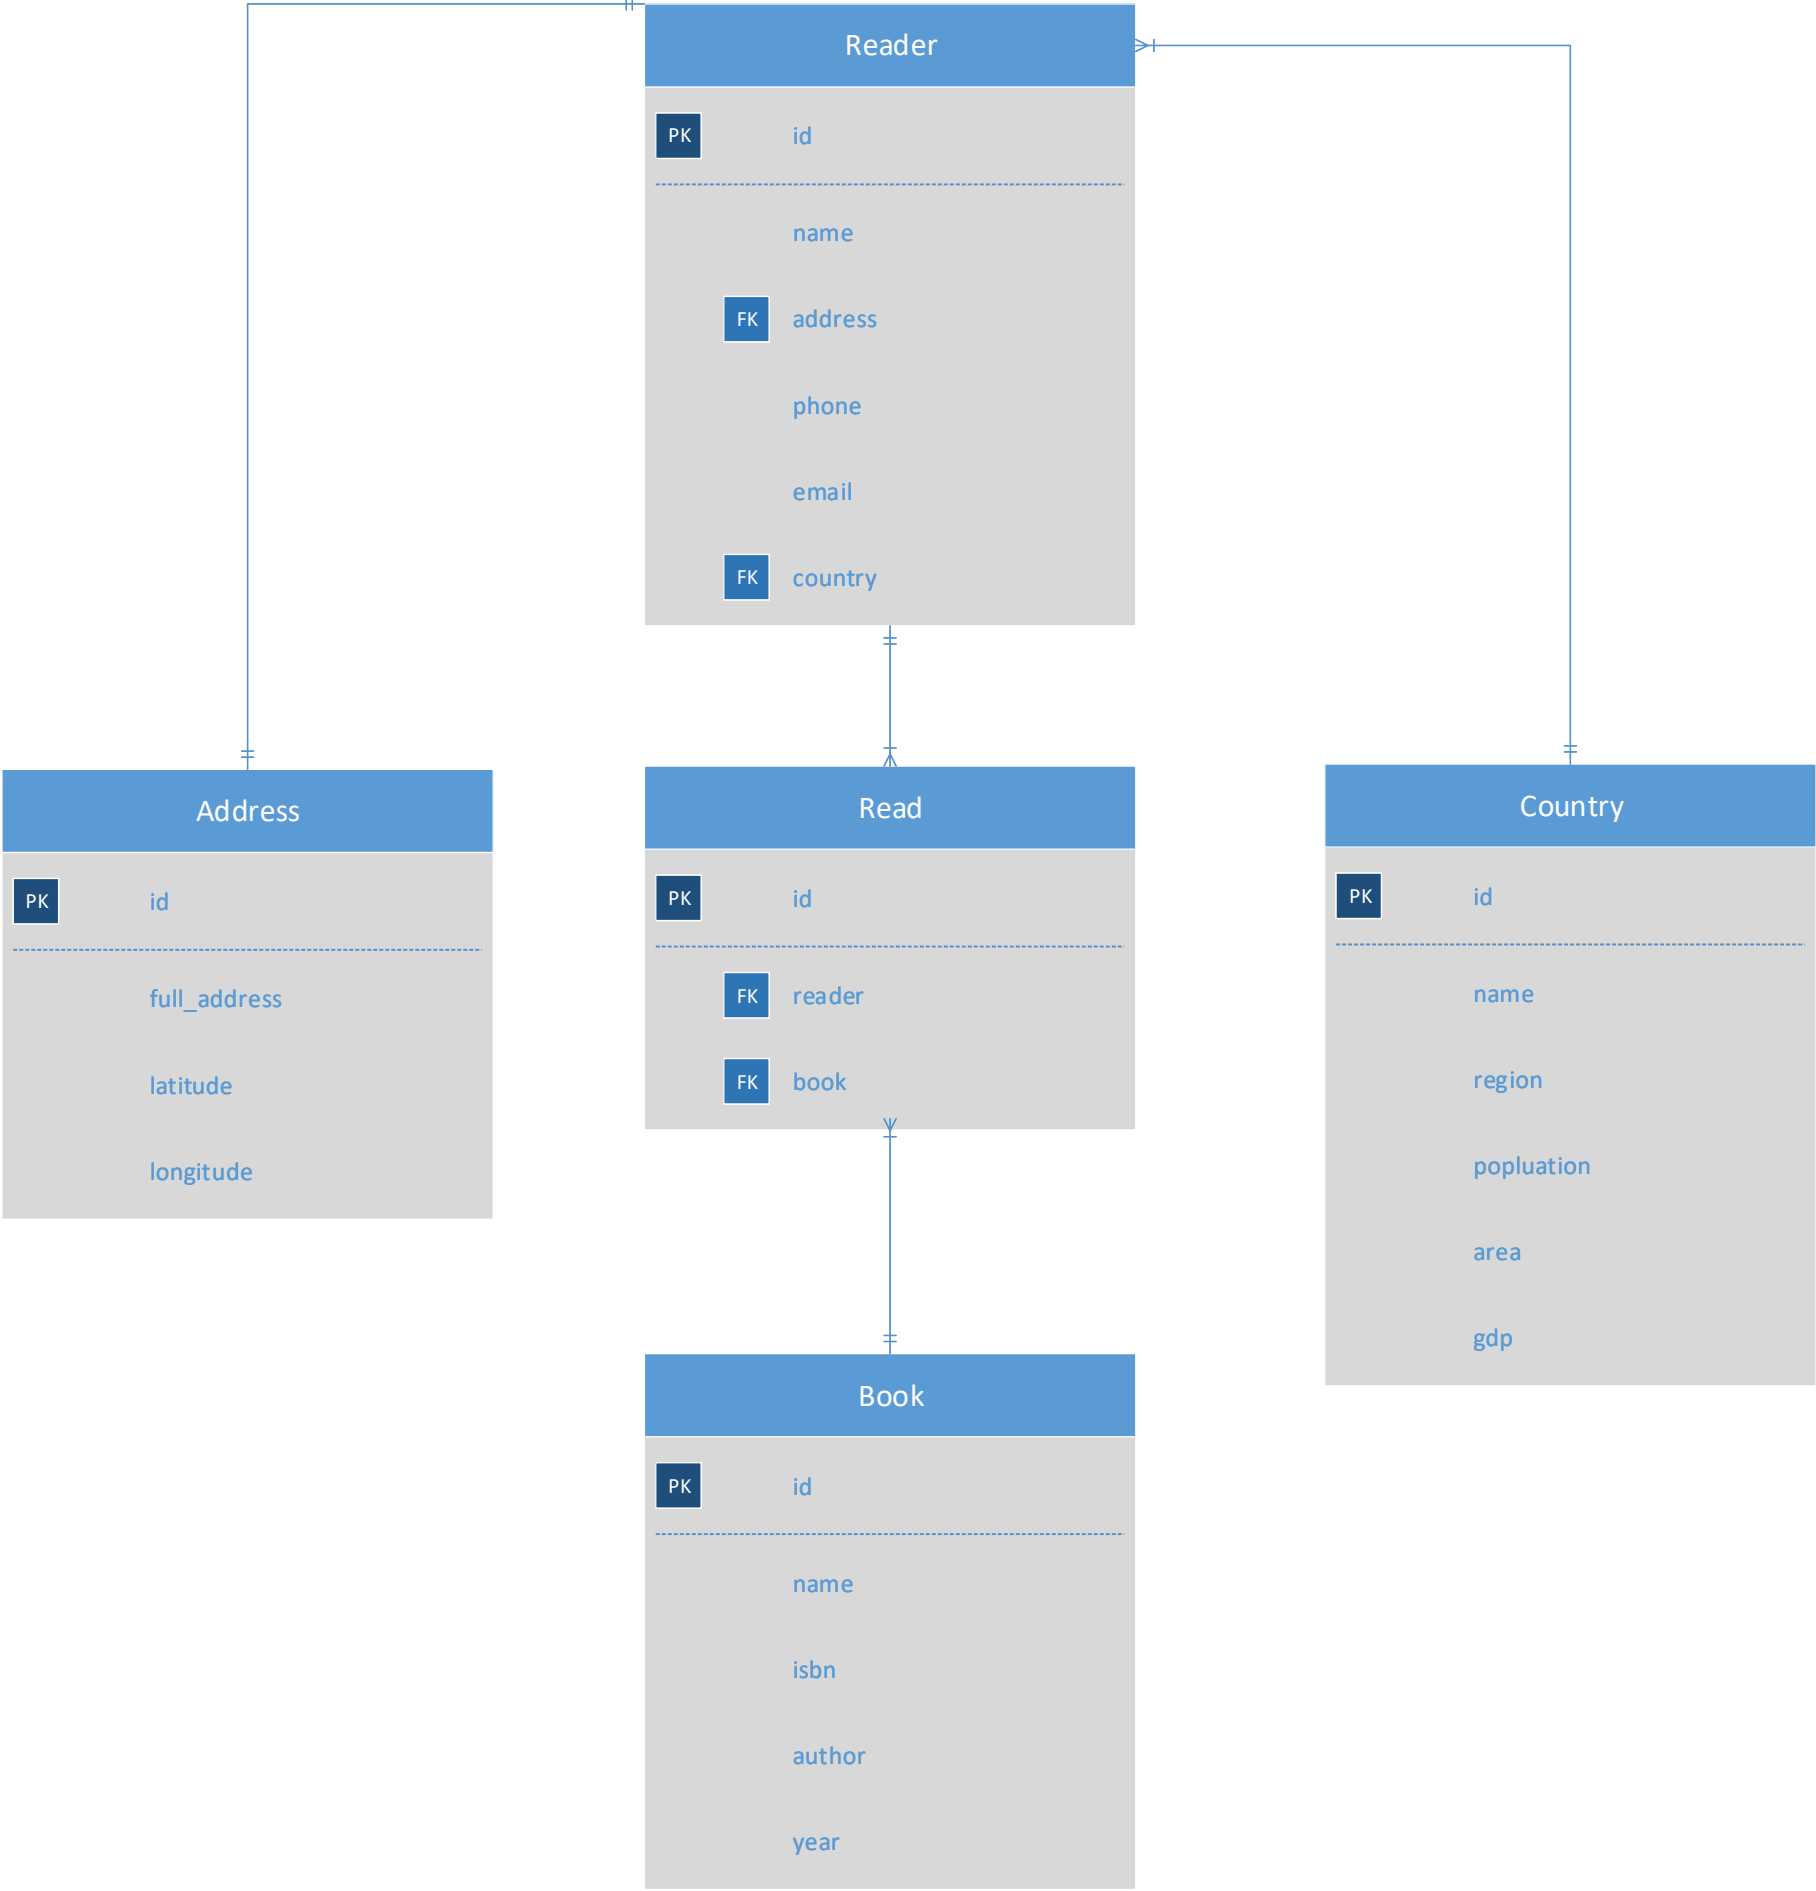 Reader
PK id
name
FK address
phone
email
FK country
Address
PK id
full_address
latitude
longitude
Read
PK id
FK reader
FK book
Country
PK id
name
region
popluation
area
gdp
Book
PK id
name
isbn
author
year